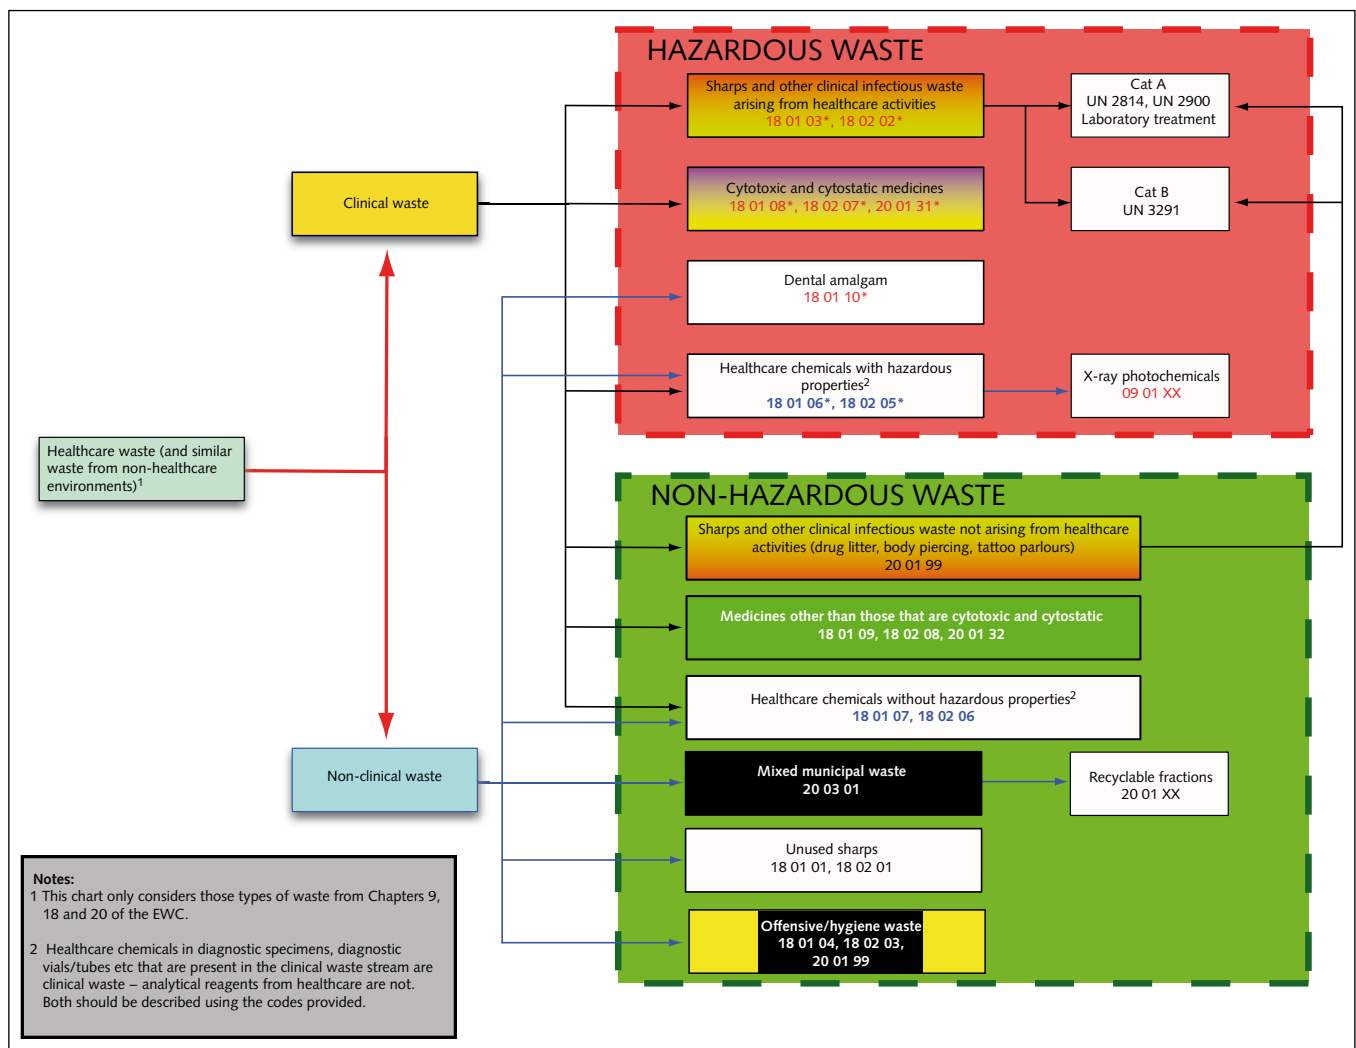 HAZARDOUS WASTE
Sharps and other clinical infectious waste
arising from healthcare activities
18 01 03*, 18 02 02*
Cat A
UN 2814, UN 2900
Laboratory treatment
Clinical waste
Cytotoxic and cytostatic medicines
18 01 08*, 18 02 07*, 20 01 31*
Cat B
UN 3291
Dental amalgam
18 01 10*
Healthcare chemicals with hazardous
properties2
18 01 06*, 18 02 05*
X-ray photochemicals
09 01 XX
Healthcare waste (and similar
waste from non-healthcare
environments)1
NON-HAZARDOUS WASTE
Sharps and other clinical infectious waste not arising from healthcare
activities (drug litter, body piercing, tattoo parlours)
20 01 99
Medicines other than those that are cytotoxic and cytostatic
18 01 09, 18 02 08, 20 01 32
Healthcare chemicals without hazardous properties2
18 01 07, 18 02 06
Non-clinical waste
Mixed municipal waste
20 03 01
Recyclable fractions
20 01 XX
Unused sharps
18 01 01, 18 02 01
Offensive/hygiene waste
18 01 04, 18 02 03,
20 01 99
Notes:
1 This chart only considers those types of waste from Chapters 9,
18 and 20 of the EWC.
2 Healthcare chemicals in diagnostic specimens, diagnostic
vials/tubes etc that are present in the clinical waste stream are
clinical waste – analytical reagents from healthcare are not.
Both should be described using the codes provided.